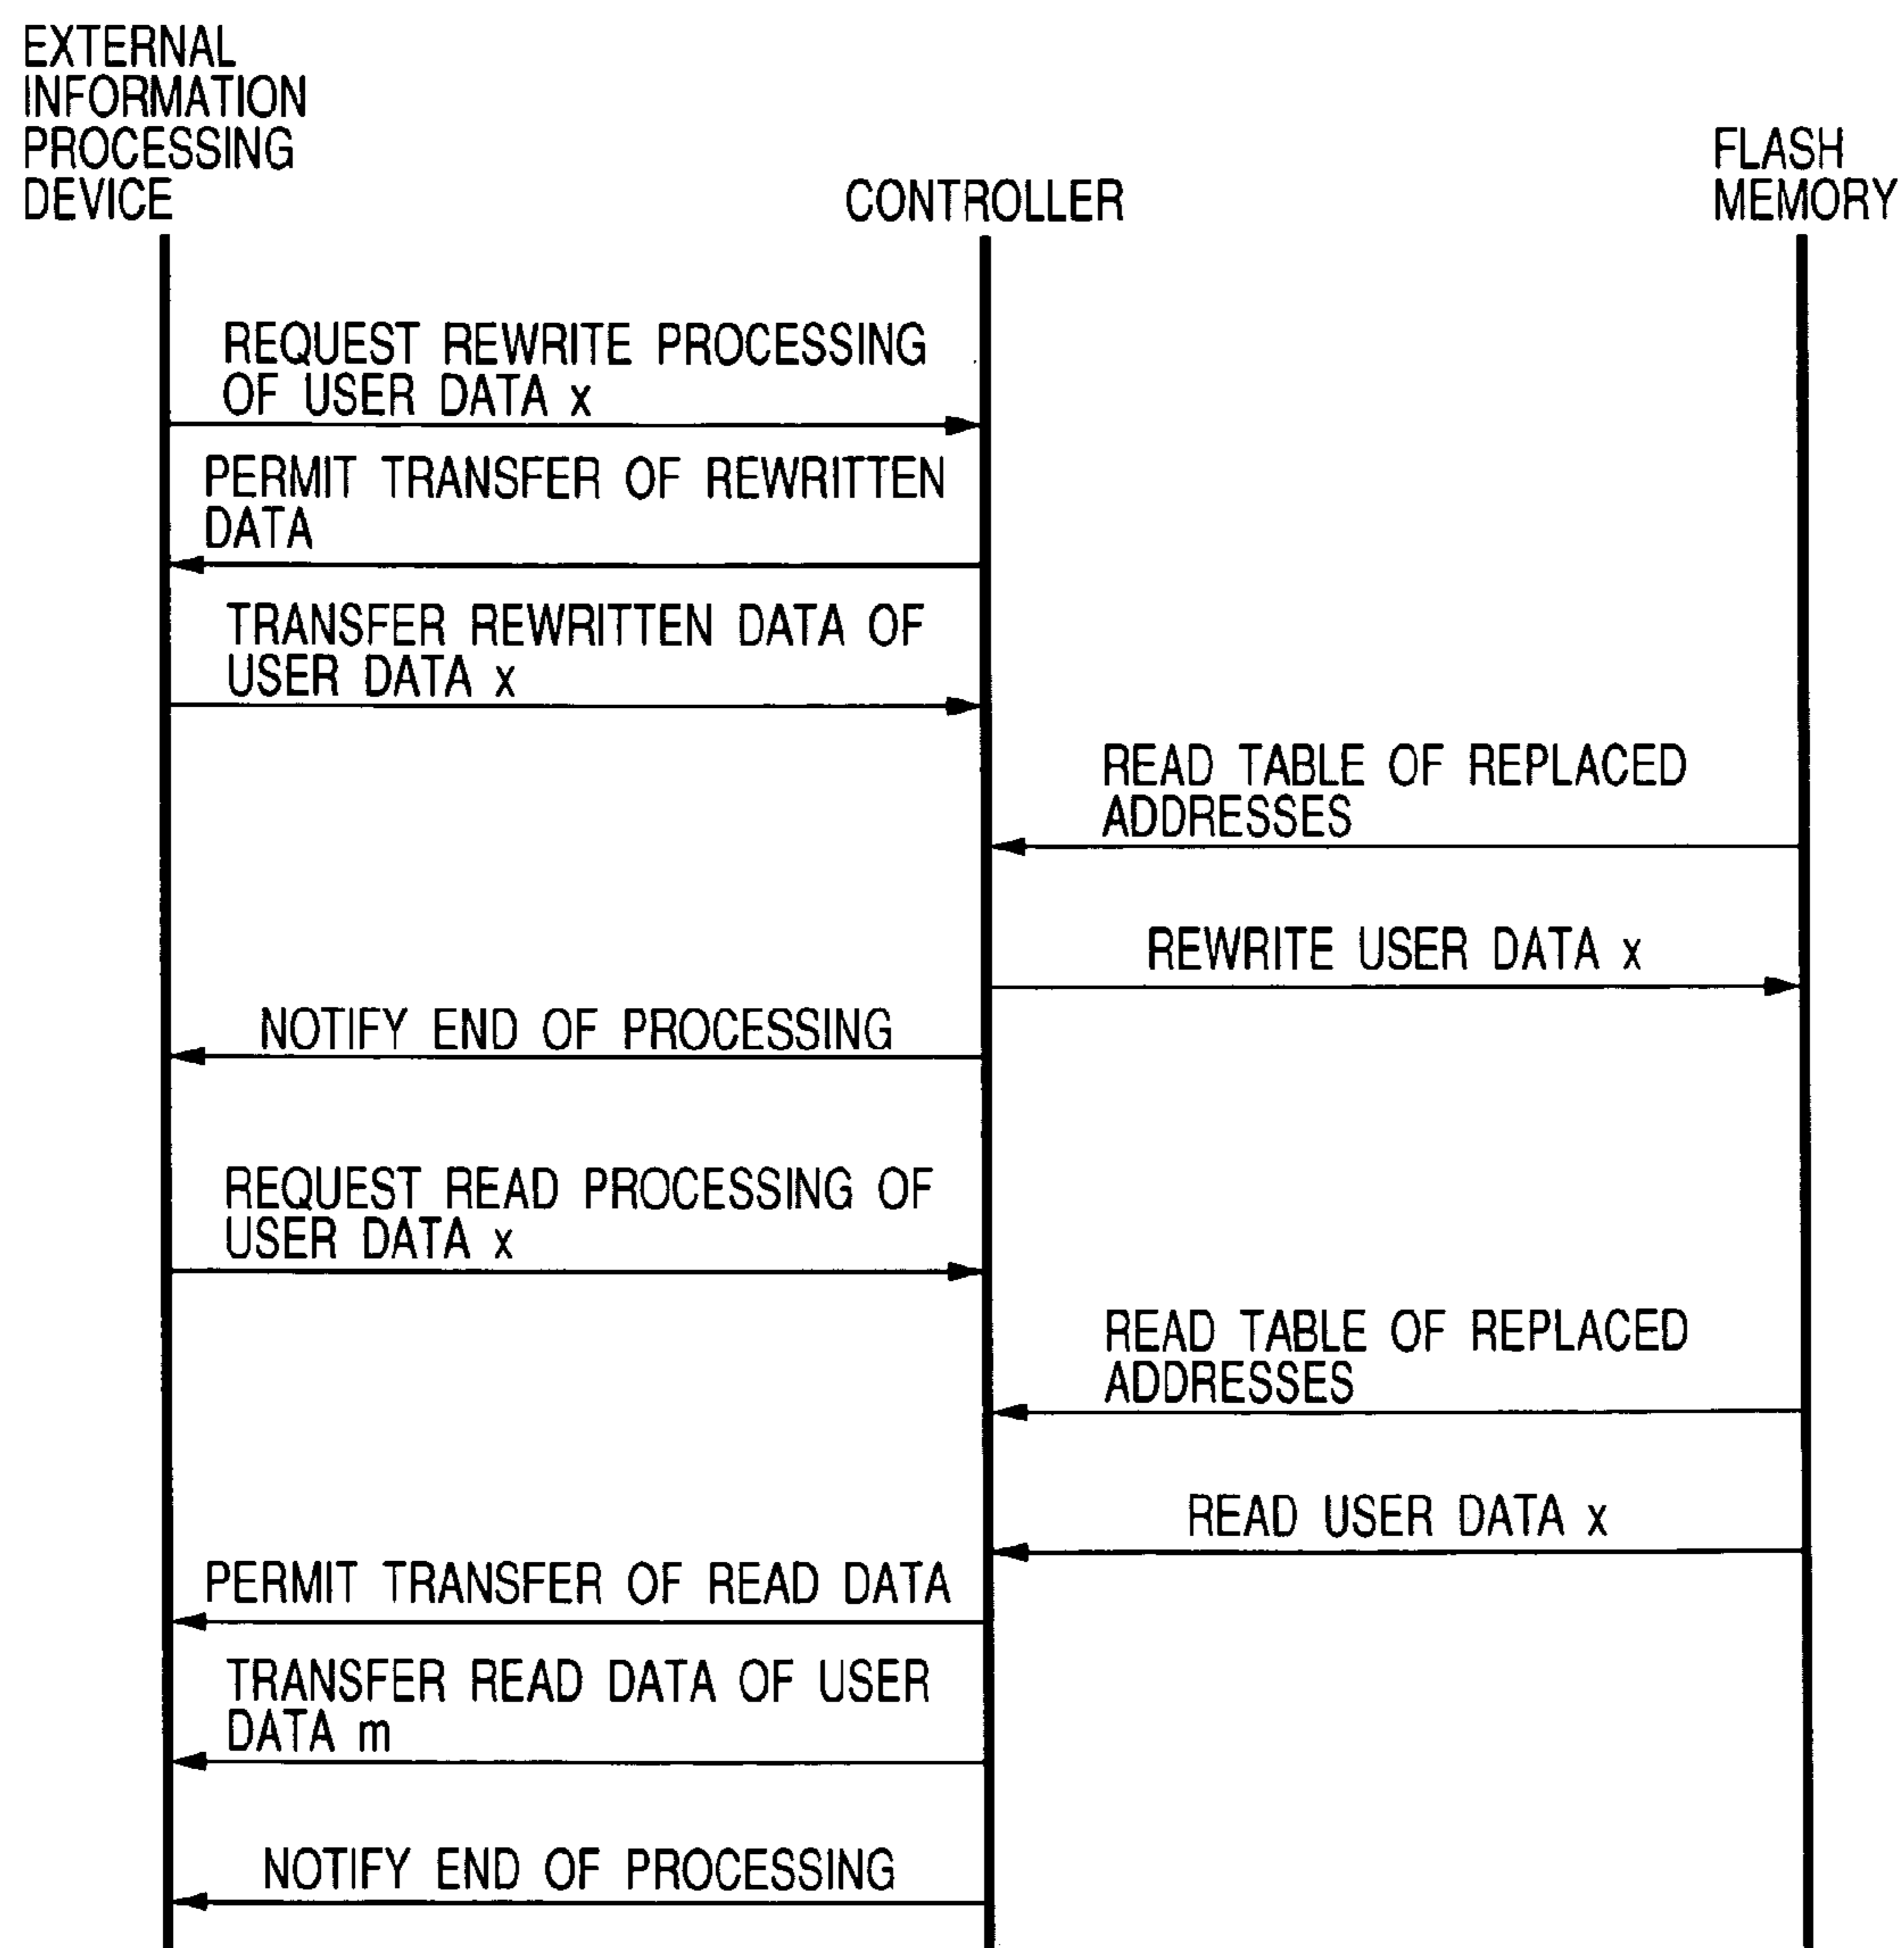 EXTERNAL
INFORMATION
PROCESSING
DEVICE
CONTROLLER
FLASH
MEMORY
REQUEST REWRITE PROCESSING
OF USER DATA x
PERMIT TRANSFER OF REWRITTEN
DATA
TRANSFER REWRITTEN DATA OF
USER DATA x
READ TABLE OF REPLACED
ADDRESSES
REWRITE USER DATA x
NOTIFY END OF PROCESSING
REQUEST READ PROCESSING OF
USER DATA x
READ TABLE OF REPLACED
ADDRESSES
READ USER DATA x
PERMIT TRANSFER OF READ DATA
TRANSFER READ DATA OF USER
DATA m
NOTIFY END OF PROCESSING